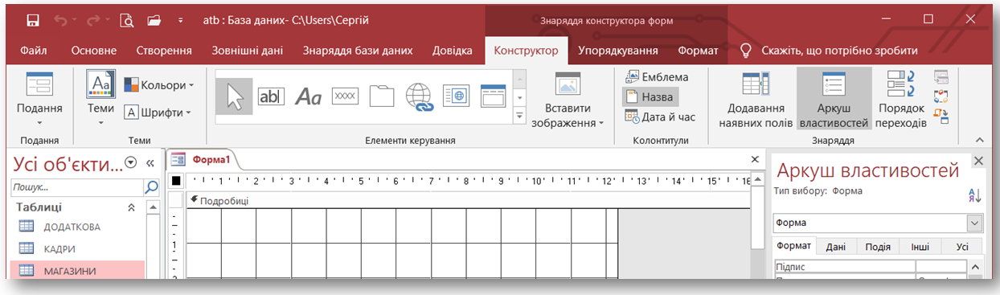 atb : База даних- C:\Users\Сергій
Знаряддя конструктора форм
Файл Основне Створення Зовнішні дані Знаряддя бази даних Довідка Конструктор Упорядкування Формат Скажіть, що потрібно зробити
Подання
Подання
Aa
Теми
Кольори
A Шрифти
Теми
ab Aa XXXX
Елементи керування
Вставити
зображення
Емблема
Назва
Дата й час
Колонтитули
Додавання
наявних полів
Аркуш
властивостей
Порядок
переходів
Знаряддя
Усі об'єкти... «
Пошук...
Таблиці
ДОДАТКОВА
КАДРИ
МАГАЗИНИ
Форма1
1 2 3 4 5 6 7 8 9 10 11 12 13 14 15 16
Подробиці
1
Аркуш властивостей
Тип вибору: Форма
А
Я
Форма
Формат Дані Подія Інші Усі
Підпис